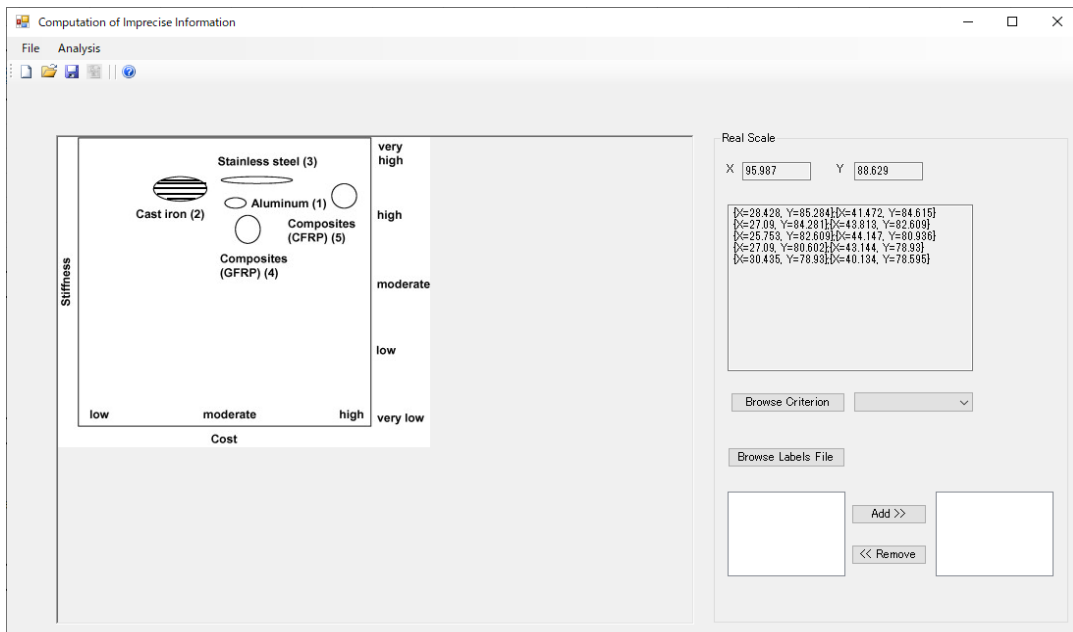 Computation of Imprecise Information
File Analysis
Real Scale
X 95.987 Y 88.629
{X=28.428, Y=85.284};{X=41.472, Y=84.615}
{X=27.09, Y=84.281};{X=43.813, Y=82.609}
{X=25.753, Y=82.609};{X=44.147, Y=80.936}
{X=27.09, Y=80.602};{X=43.144, Y=78.93}
{X=30.435, Y=78.93};{X=40.134, Y=78.595}
Browse Criterion
Browse Labels File
Add >>
<< Remove
very
high
Stainless steel (3)
Aluminum (1)
Cast iron (2)
high
Composites
(CFRP) (5)
Composites
(GFRP) (4)
Stiffness
moderate
low
low moderate high very low
Cost